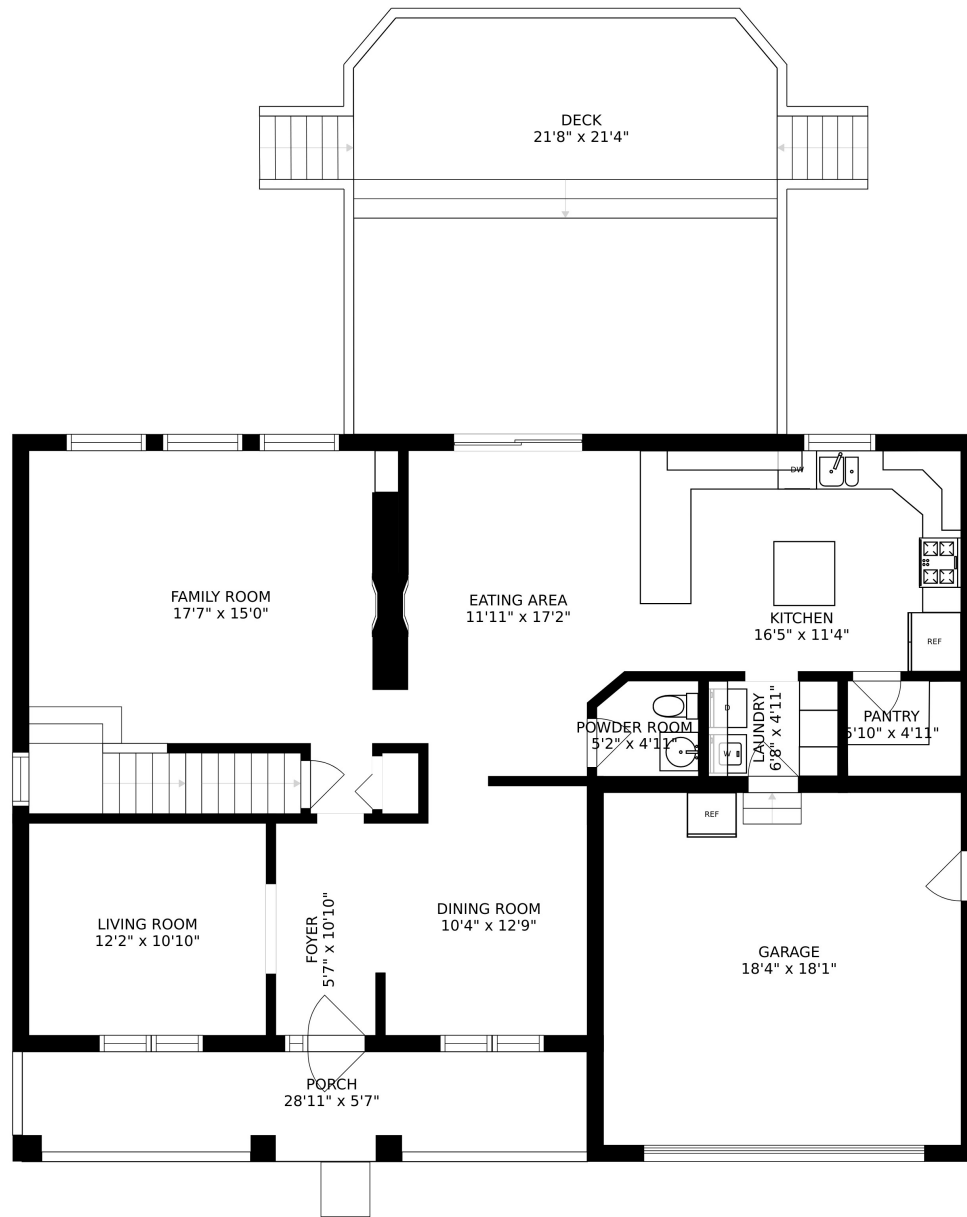 DECK
21'8" x 21'4"
DW
FAMILY ROOM
17'7" x 15'0"
EATING AREA
11'11" x 17'2"
KITCHEN
16'5" x 11'4"
REF
POWDER ROOM
5'2" x 4'11"
D
W
LAUNDRY
6'8" x 4'11"
PANTRY
5'10" x 4'11"
REF
LIVING ROOM
12'2" x 10'10"
FOYER
5'7" x 10'10"
DINING ROOM
10'4" x 12'9"
GARAGE
18'4" x 18'1"
PORCH
28'11" x 5'7"